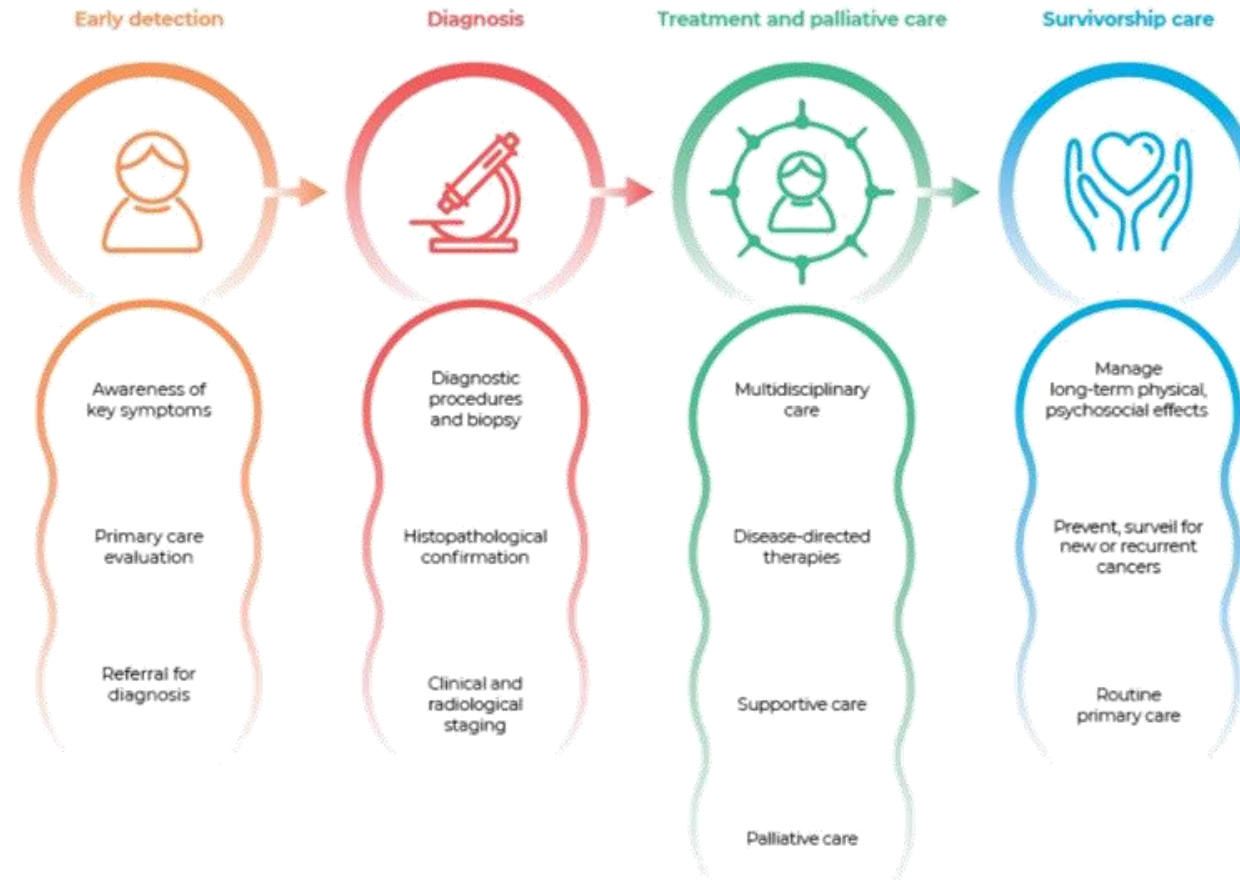 Early detection
Diagnosis
Treatment and palliative care
Survivorship care
Awareness of
key symptoms
Primary care
evaluation
Referral for
diagnosis
Diagnostic
procedures
and biopsy
Histopathological
confirmation
Clinical and
radiological
staging
Multidisciplinary
care
Disease-directed
therapies
Supportive care
Palliative care
Manage
long-term physical,
psychosocial effects
Prevent, surveil for
new or recurrent
cancers
Routine
primary care